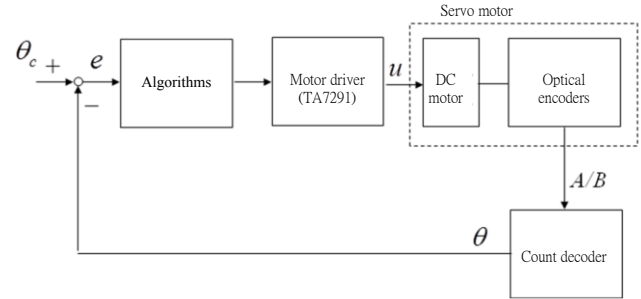 Servo motor
θc + e
Algorithms
Motor driver
(TA7291)
u
DC
motor
Optical
encoders
−
A/B
θ
Count decoder